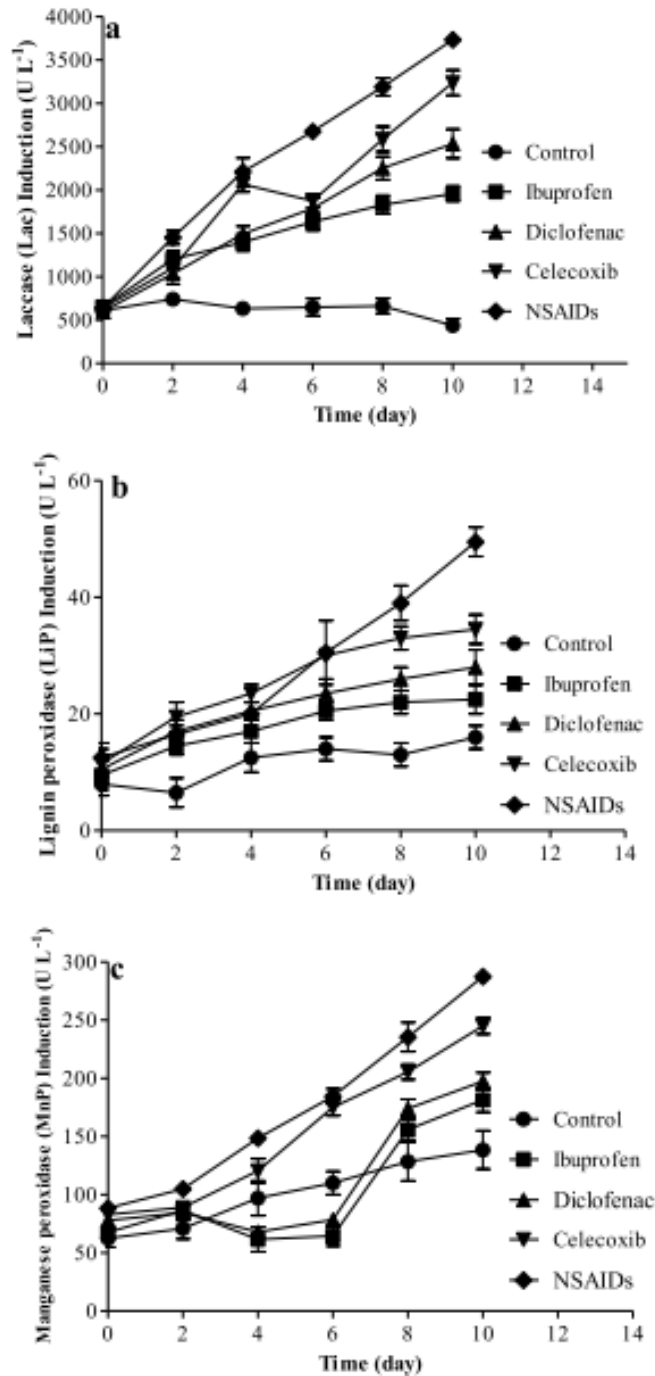 a
Laccase (Lac) Induction (U L⁻¹)
4000
3500
3000
2500
2000
1500
1000
500
0
0 2 4 6 8 10 12 14
Time (day)
Control
Ibuprofen
Diclofenac
Celecoxib
NSAIDs
b
Lignin peroxidase (LiP) Induction (U L⁻¹)
60
40
20
0
0 2 4 6 8 10 12 14
Time (day)
Control
Ibuprofen
Diclofenac
Celecoxib
NSAIDs
c
Manganese peroxidase (MnP) Induction (U L⁻¹)
300
250
200
150
100
50
0
0 2 4 6 8 10 12 14
Time (day)
Control
Ibuprofen
Diclofenac
Celecoxib
NSAIDs